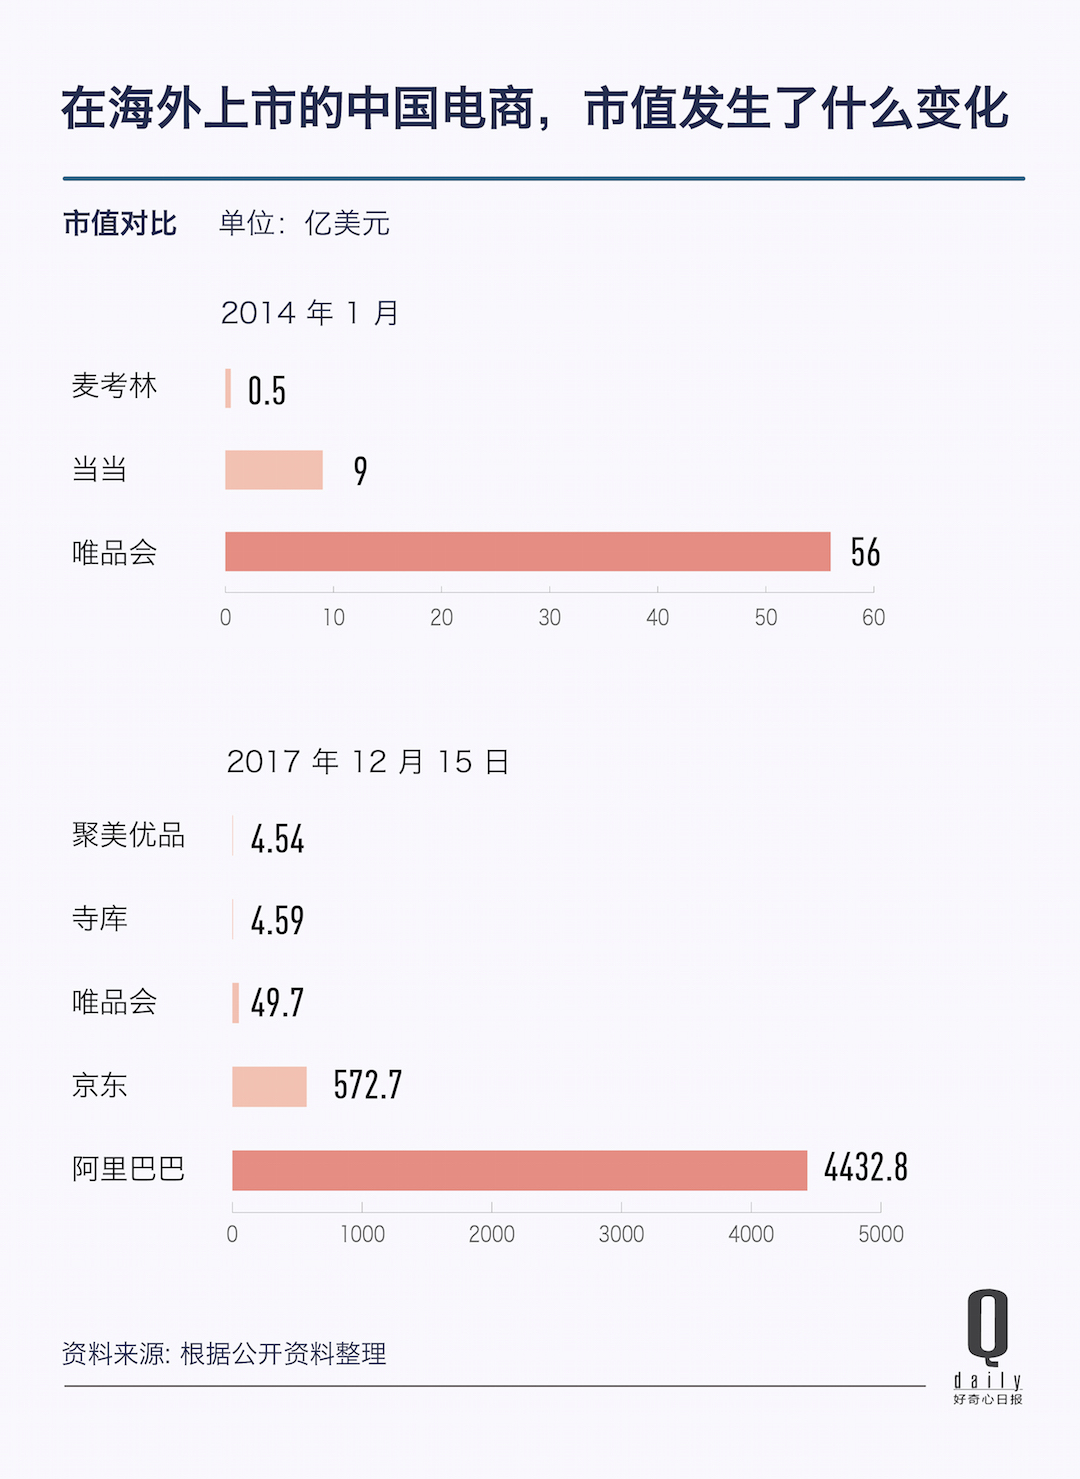 在海外上市的中国电商，市值发生了什么变化
市值对比 单位：亿美元
2014 年 1 月
麦考林 0.5
当当 9
唯品会 56
0 10 20 30 40 50 60
2017 年 12 月 15 日
聚美优品 4.54
寺库 4.59
唯品会 49.7
京东 572.7
阿里巴巴 4432.8
0 1000 2000 3000 4000 5000
资料来源: 根据公开资料整理
Q
daily
好奇心日报